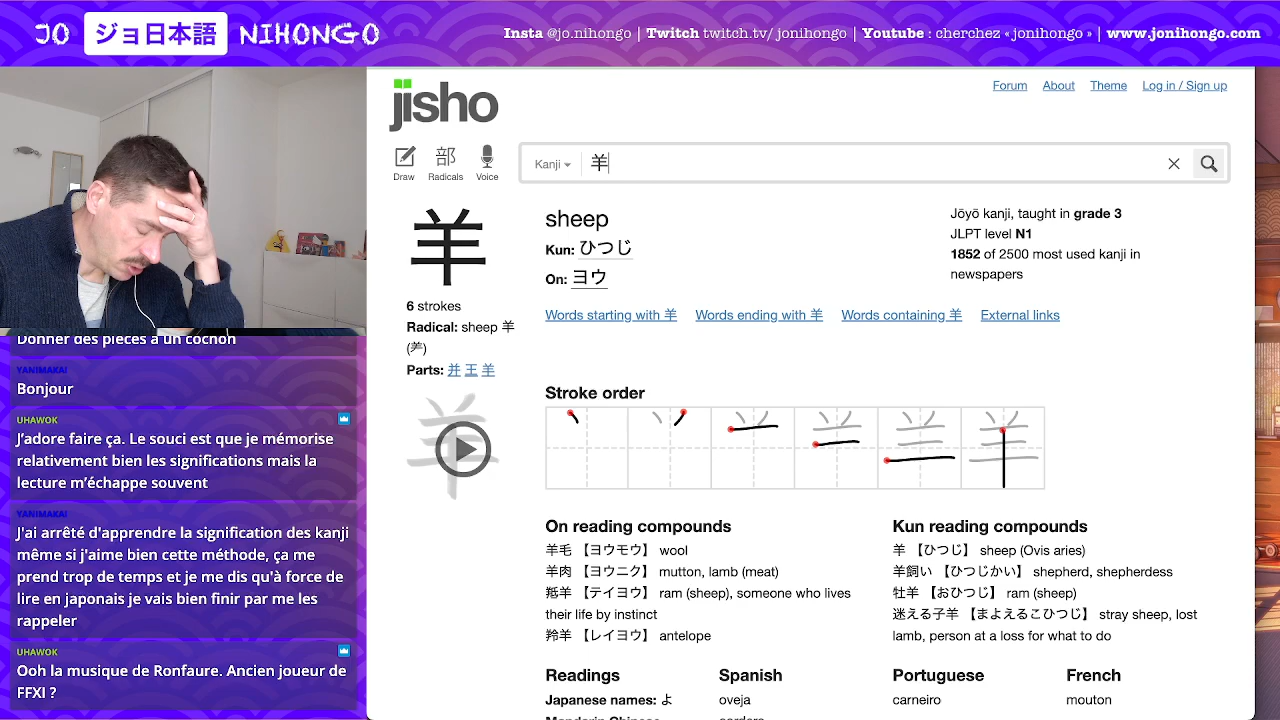 JO ジョ日本語 NIHONGO
Insta @jo.nihongo | Twitch twitch.tv/jonihongo | Youtube : cherchez « jonihongo » | www.jonihongo.com
jisho
Forum About Theme Log in / Sign up
Draw Radicals Voice
Kanji 羊
羊
6 strokes
Radical: sheep 羊
(⺶)
Parts: 并 王 羊
sheep
Kun: ひつじ
On: ヨウ
Jōyō kanji, taught in grade 3
JLPT level N1
1852 of 2500 most used kanji in
newspapers
Words starting with 羊 Words ending with 羊 Words containing 羊 External links
Stroke order
On reading compounds
羊毛 【ヨウモウ】 wool
羊肉 【ヨウニク】 mutton, lamb (meat)
羝羊 【テイヨウ】 ram (sheep), someone who lives
their life by instinct
羚羊 【レイヨウ】 antelope
Kun reading compounds
羊 【ひつじ】 sheep (Ovis aries)
羊飼い 【ひつじかい】 shepherd, shepherdess
牡羊 【おひつじ】 ram (sheep)
迷える子羊 【まよえるこひつじ】 stray sheep, lost
lamb, person at a loss for what to do
Readings
Japanese names: よ
Spanish
oveja
Portuguese
carneiro
French
mouton
Donner des pièces à un cochon
YANIMAKAI
Bonjour
UHAWOK
J'adore faire ça. Le souci est que je mémorise
relativement bien les significations mais la
lecture m'échappe souvent
YANIMAKAI
J'ai arrêté d'apprendre la signification des kanji
même si j'aime bien cette méthode, ça me
prend trop de temps et je me dis qu'à force de
lire en japonais je vais bien finir par me les
rappeler
UHAWOK
Ooh la musique de Ronfaure. Ancien joueur de
FFXI ?